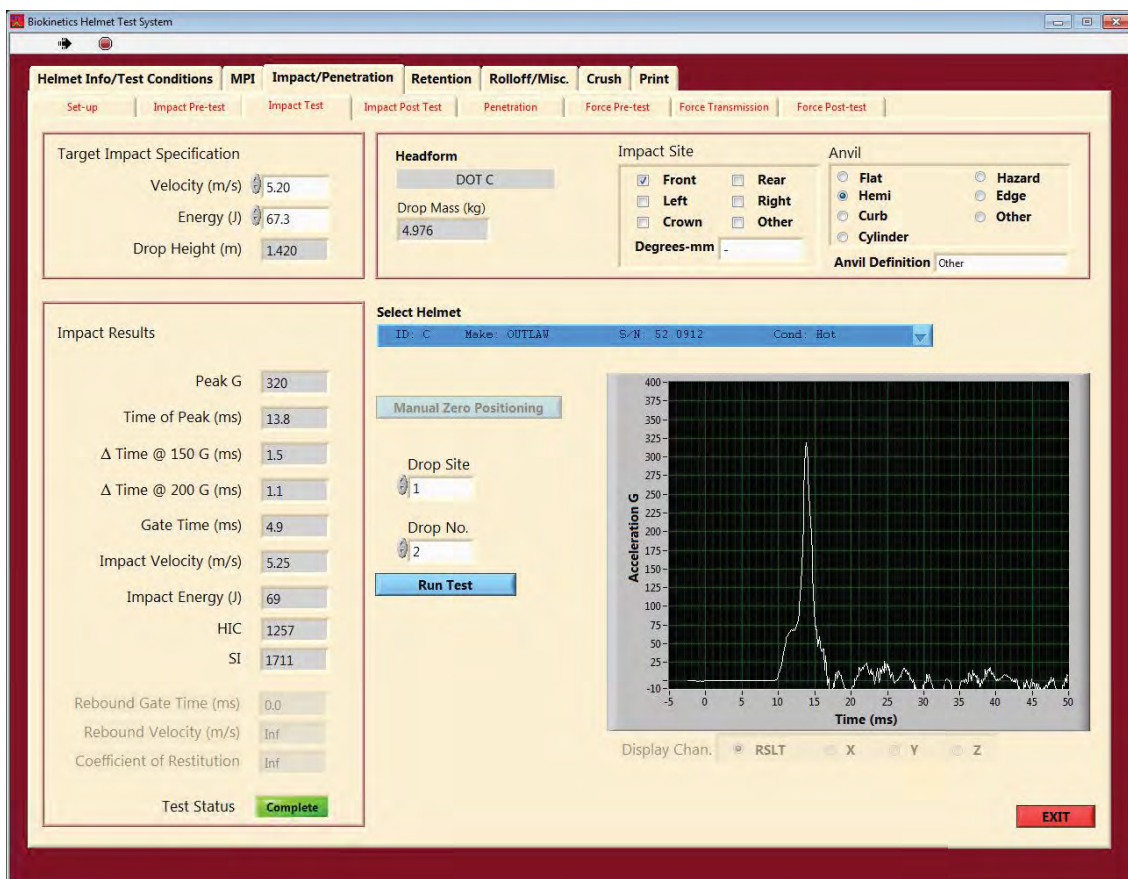 Biokinetics Helmet Test System
Helmet Info/Test Conditions MPI Impact/Penetration Retention Rolloff/Misc. Crush Print
Set-up Impact Pre-test Impact Test Impact Post Test Penetration Force Pre-test Force Transmission Force Post-test
Target Impact Specification
Velocity (m/s) 5.20
Energy (J) 67.3
Drop Height (m) 1.420
Headform
DOT C
Drop Mass (kg)
4.976
Impact Site
Front Rear
Left Right
Crown Other
Degrees-mm -
Anvil
Flat Hazard
Hemi Edge
Curb Other
Cylinder
Anvil Definition Other
Impact Results
Peak G 320
Time of Peak (ms) 13.8
Δ Time @ 150 G (ms) 1.5
Δ Time @ 200 G (ms) 1.1
Gate Time (ms) 4.9
Impact Velocity (m/s) 5.25
Impact Energy (J) 69
HIC 1257
SI 1711
Rebound Gate Time (ms) 0.0
Rebound Velocity (m/s) Inf
Coefficient of Restitution Inf
Test Status Complete
Select Helmet
ID: C Make: OUTLAW S/N 52 0912 Cond: Hot
Manual Zero Positioning
Drop Site
1
Drop No.
2
Run Test
Acceleration G
400
375
350
325
300
275
250
225
200
175
150
125
100
75
50
25
-10
-5 0 5 10 15 20 25 30 35 40 45 50
Time (ms)
Display Chan. RSLT X Y Z
EXIT